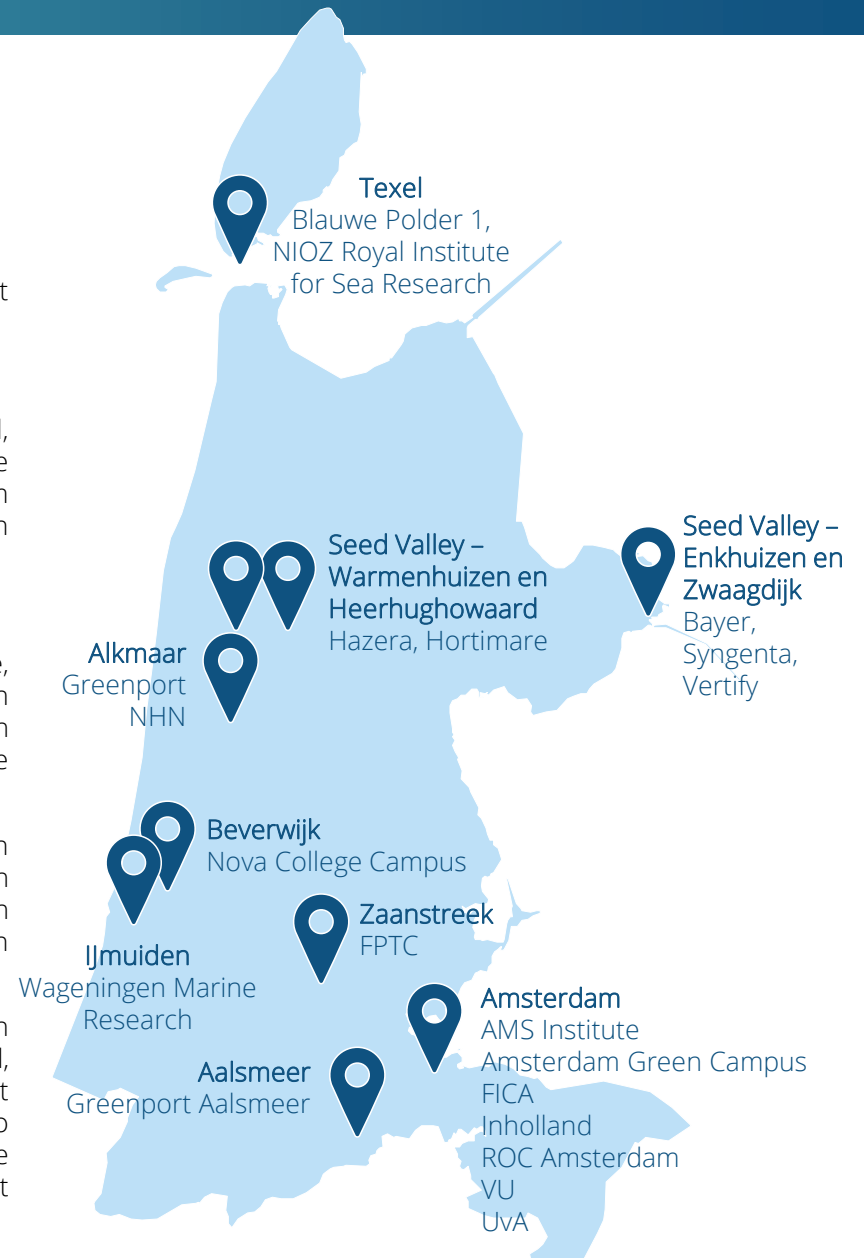 Texel
Blauwe Polder 1,
NIOZ Royal Institute
for Sea Research
Seed Valley –
Warmenhuizen en
Heerhughowaard
Hazera, Hortimare
Seed Valley –
Enkhuizen en
Zwaagdijk
Bayer,
Syngenta,
Vertify
Alkmaar
Greenport
NHN
Beverwijk
Nova College Campus
IJmuiden
Wageningen Marine
Research
Zaanstreek
FPTC
Amsterdam
AMS Institute
Amsterdam Green Campus
FICA
Inholland
ROC Amsterdam
VU
UvA
Aalsmeer
Greenport Aalsmeer